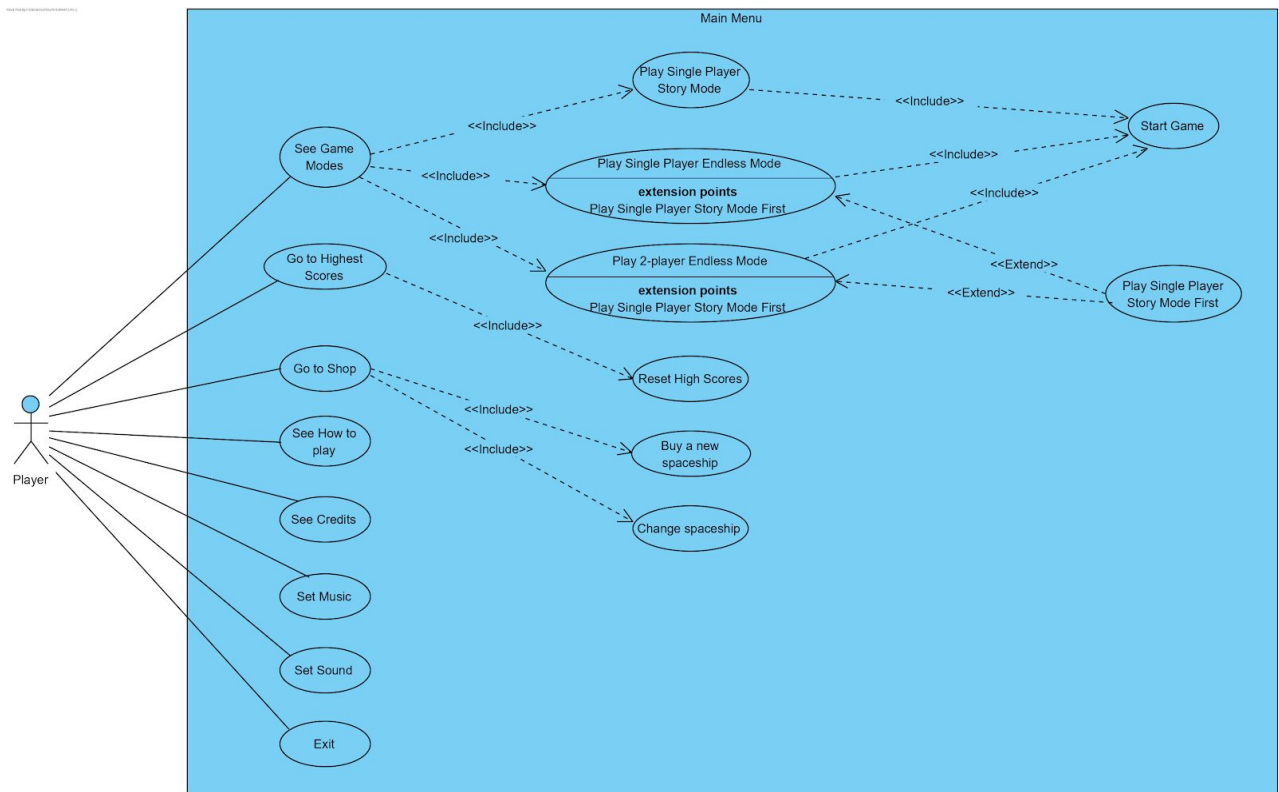 Main Menu
Play Single Player
Story Mode
<<Include>>
Start Game
<<Include>>
See Game
Modes
<<Include>>
Play Single Player Endless Mode
extension points
Play Single Player Story Mode First
<<Include>>
<<Include>>
<<Include>>
Go to Highest
Scores
Play 2-player Endless Mode
extension points
Play Single Player Story Mode First
<<Extend>>
<<Extend>>
Play Single Player
Story Mode First
<<Include>>
Go to Shop
Reset High Scores
<<Include>>
See How to
play
<<Include>>
Buy a new
spaceship
Player
See Credits
Change spaceship
Set Music
Set Sound
Exit